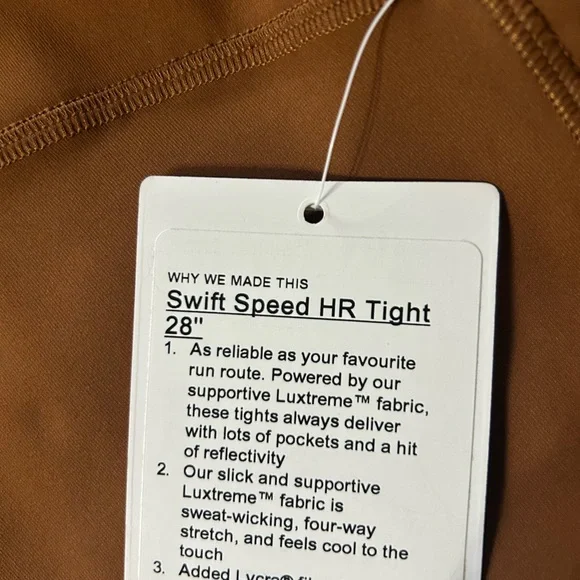 WHY WE MADE THIS
Swift Speed HR Tight
28"
1. As reliable as your favourite
run route. Powered by our
supportive Luxtreme™ fabric,
these tights always deliver
with lots of pockets and a hit
of reflectivity
2. Our slick and supportive
Luxtreme™ fabric is
sweat-wicking, four-way
stretch, and feels cool to the
touch
3. Added Lycra®